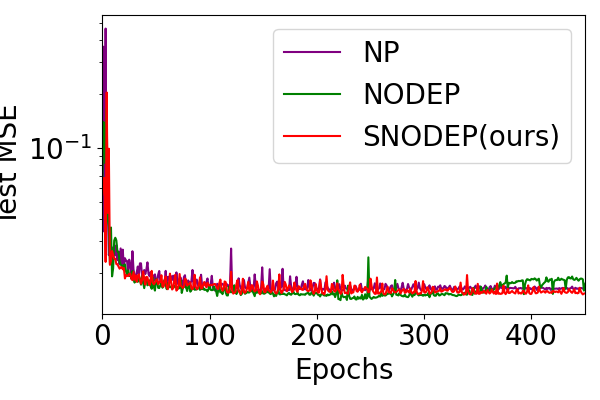 NP
NODEP
SNODEP(ours)
Test MSE
10⁻¹
0
100
200
300
400
Epochs